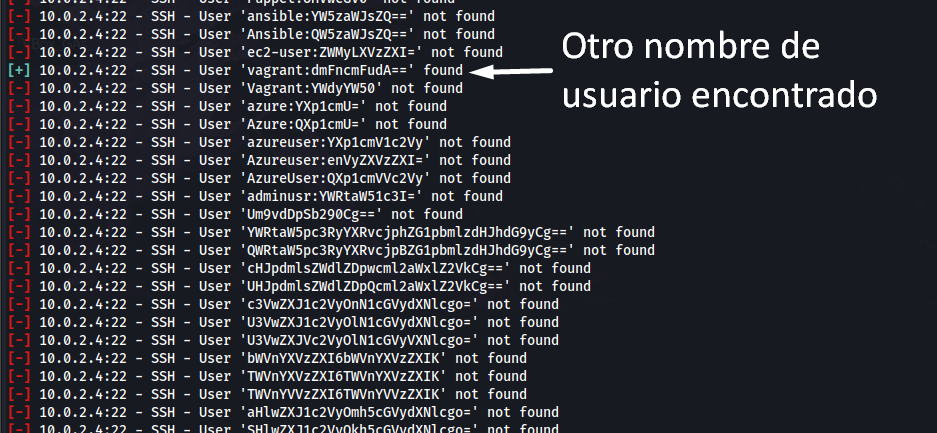 [-] 10.0.2.4:22 - SSH - User 'ansible:YW5zaWJsZQ==' not found
[-] 10.0.2.4:22 - SSH - User 'Ansible:QW5zaWJsZQ==' not found
[-] 10.0.2.4:22 - SSH - User 'ec2-user:ZWMyLXVzZXI=' not found
[+] 10.0.2.4:22 - SSH - User 'vagrant:dmFncmFudA==' found
[-] 10.0.2.4:22 - SSH - User 'Vagrant:YWdyYW50' not found
[-] 10.0.2.4:22 - SSH - User 'azure:YXp1cmU=' not found
[-] 10.0.2.4:22 - SSH - User 'Azure:QXp1cmU=' not found
[-] 10.0.2.4:22 - SSH - User 'azureuser:YXp1cmV1c2Vy' not found
[-] 10.0.2.4:22 - SSH - User 'Azureuser:enVyZXVzZXI=' not found
[-] 10.0.2.4:22 - SSH - User 'AzureUser:QXp1cmVVc2Vy' not found
[-] 10.0.2.4:22 - SSH - User 'adminusr:YWRtaW51c3I=' not found
[-] 10.0.2.4:22 - SSH - User 'Um9vdDpSb290Cg==' not found
[-] 10.0.2.4:22 - SSH - User 'YWRtaW5pc3RyYXRvcjphZG1pbmlzdHJhdG9yCg==' not found
[-] 10.0.2.4:22 - SSH - User 'QWRtaW5pc3RyYXRvcjpBZG1pbmlzdHJhdG9yCg==' not found
[-] 10.0.2.4:22 - SSH - User 'cHJpdmlsZWdlZDpwcml2aWxlZ2VkCg==' not found
[-] 10.0.2.4:22 - SSH - User 'UHJpdmlsZWdlZDpQcml2aWxlZ2VkCg==' not found
[-] 10.0.2.4:22 - SSH - User 'c3VwZXJ1c2VyOnN1cGVydXNlcgo=' not found
[-] 10.0.2.4:22 - SSH - User 'U3VwZXJ1c2VyOlN1cGVydXNlcgo=' not found
[-] 10.0.2.4:22 - SSH - User 'U3VwZXJVc2VyOlN1cGVyVXNlcgo=' not found
[-] 10.0.2.4:22 - SSH - User 'bWVnYXVzZXI6bWVnYXVzZXIK' not found
[-] 10.0.2.4:22 - SSH - User 'TWVnYXVzZXI6TWVnYXVzZXIK' not found
[-] 10.0.2.4:22 - SSH - User 'TWVnYVVzZXI6TWVnYVVzZXIK' not found
[-] 10.0.2.4:22 - SSH - User 'aHlwZXJ1c2VyOmh5cGVydXNlcgo=' not found
[-] 10.0.2.4:22 - SSH - User 'SHlwZXJ1c2VyOkh5cGVydXNlcgo=' not found
Otro nombre de
usuario encontrado